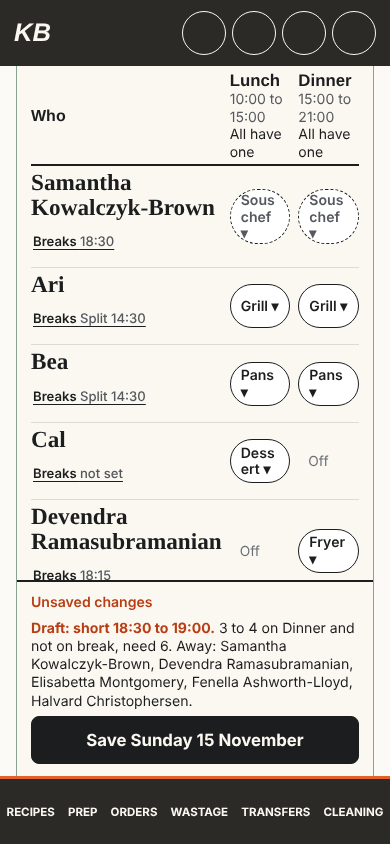 KB
Who
Lunch
10:00 to
15:00
All have
one
Dinner
15:00 to
21:00
All have
one
Samantha
Kowalczyk-Brown
Breaks 18:30
Sous
chef
▾
Sous
chef
▾
Ari
Breaks Split 14:30
Grill ▾
Grill ▾
Bea
Breaks Split 14:30
Pans
▾
Pans
▾
Cal
Breaks not set
Dess
ert ▾
Off
Devendra
Ramasubramanian
Breaks 18:15
Off
Fryer
▾
Unsaved changes
Draft: short 18:30 to 19:00. 3 to 4 on Dinner and
not on break, need 6. Away: Samantha
Kowalczyk-Brown, Devendra Ramasubramanian,
Elisabetta Montgomery, Fenella Ashworth-Lloyd,
Halvard Christophersen.
Save Sunday 15 November
RECIPES PREP ORDERS WASTAGE TRANSFERS CLEANING